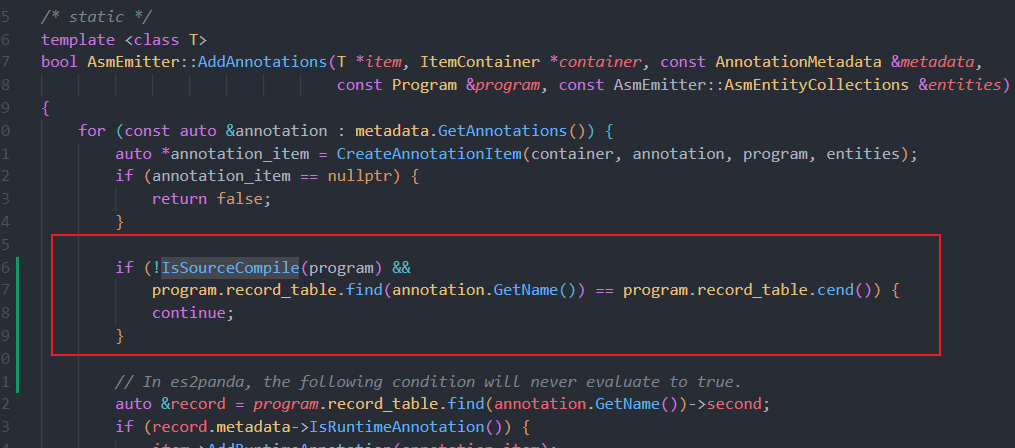 5 /* static */
6 template <class T>
7 bool AsmEmitter::AddAnnotations(T *item, ItemContainer *container, const AnnotationMetadata &metadata,
8 const Program &program, const AsmEmitter::AsmEntityCollections &entities)
9 {
0 for (const auto &annotation : metadata.GetAnnotations()) {
1 auto *annotation_item = CreateAnnotationItem(container, annotation, program, entities);
2 if (annotation_item == nullptr) {
3 return false;
4 }
5
6 if (!IsSourceCompile(program) &&
7 program.record_table.find(annotation.GetName()) == program.record_table.cend()) {
8 continue;
9 }
0
1 // In es2panda, the following condition will never evaluate to true.
2 auto &record = program.record_table.find(annotation.GetName())->second;
3 if (record.metadata->IsRuntimeAnnotation()) {
4 item->AddRuntimeAnnotation(annotation_item);